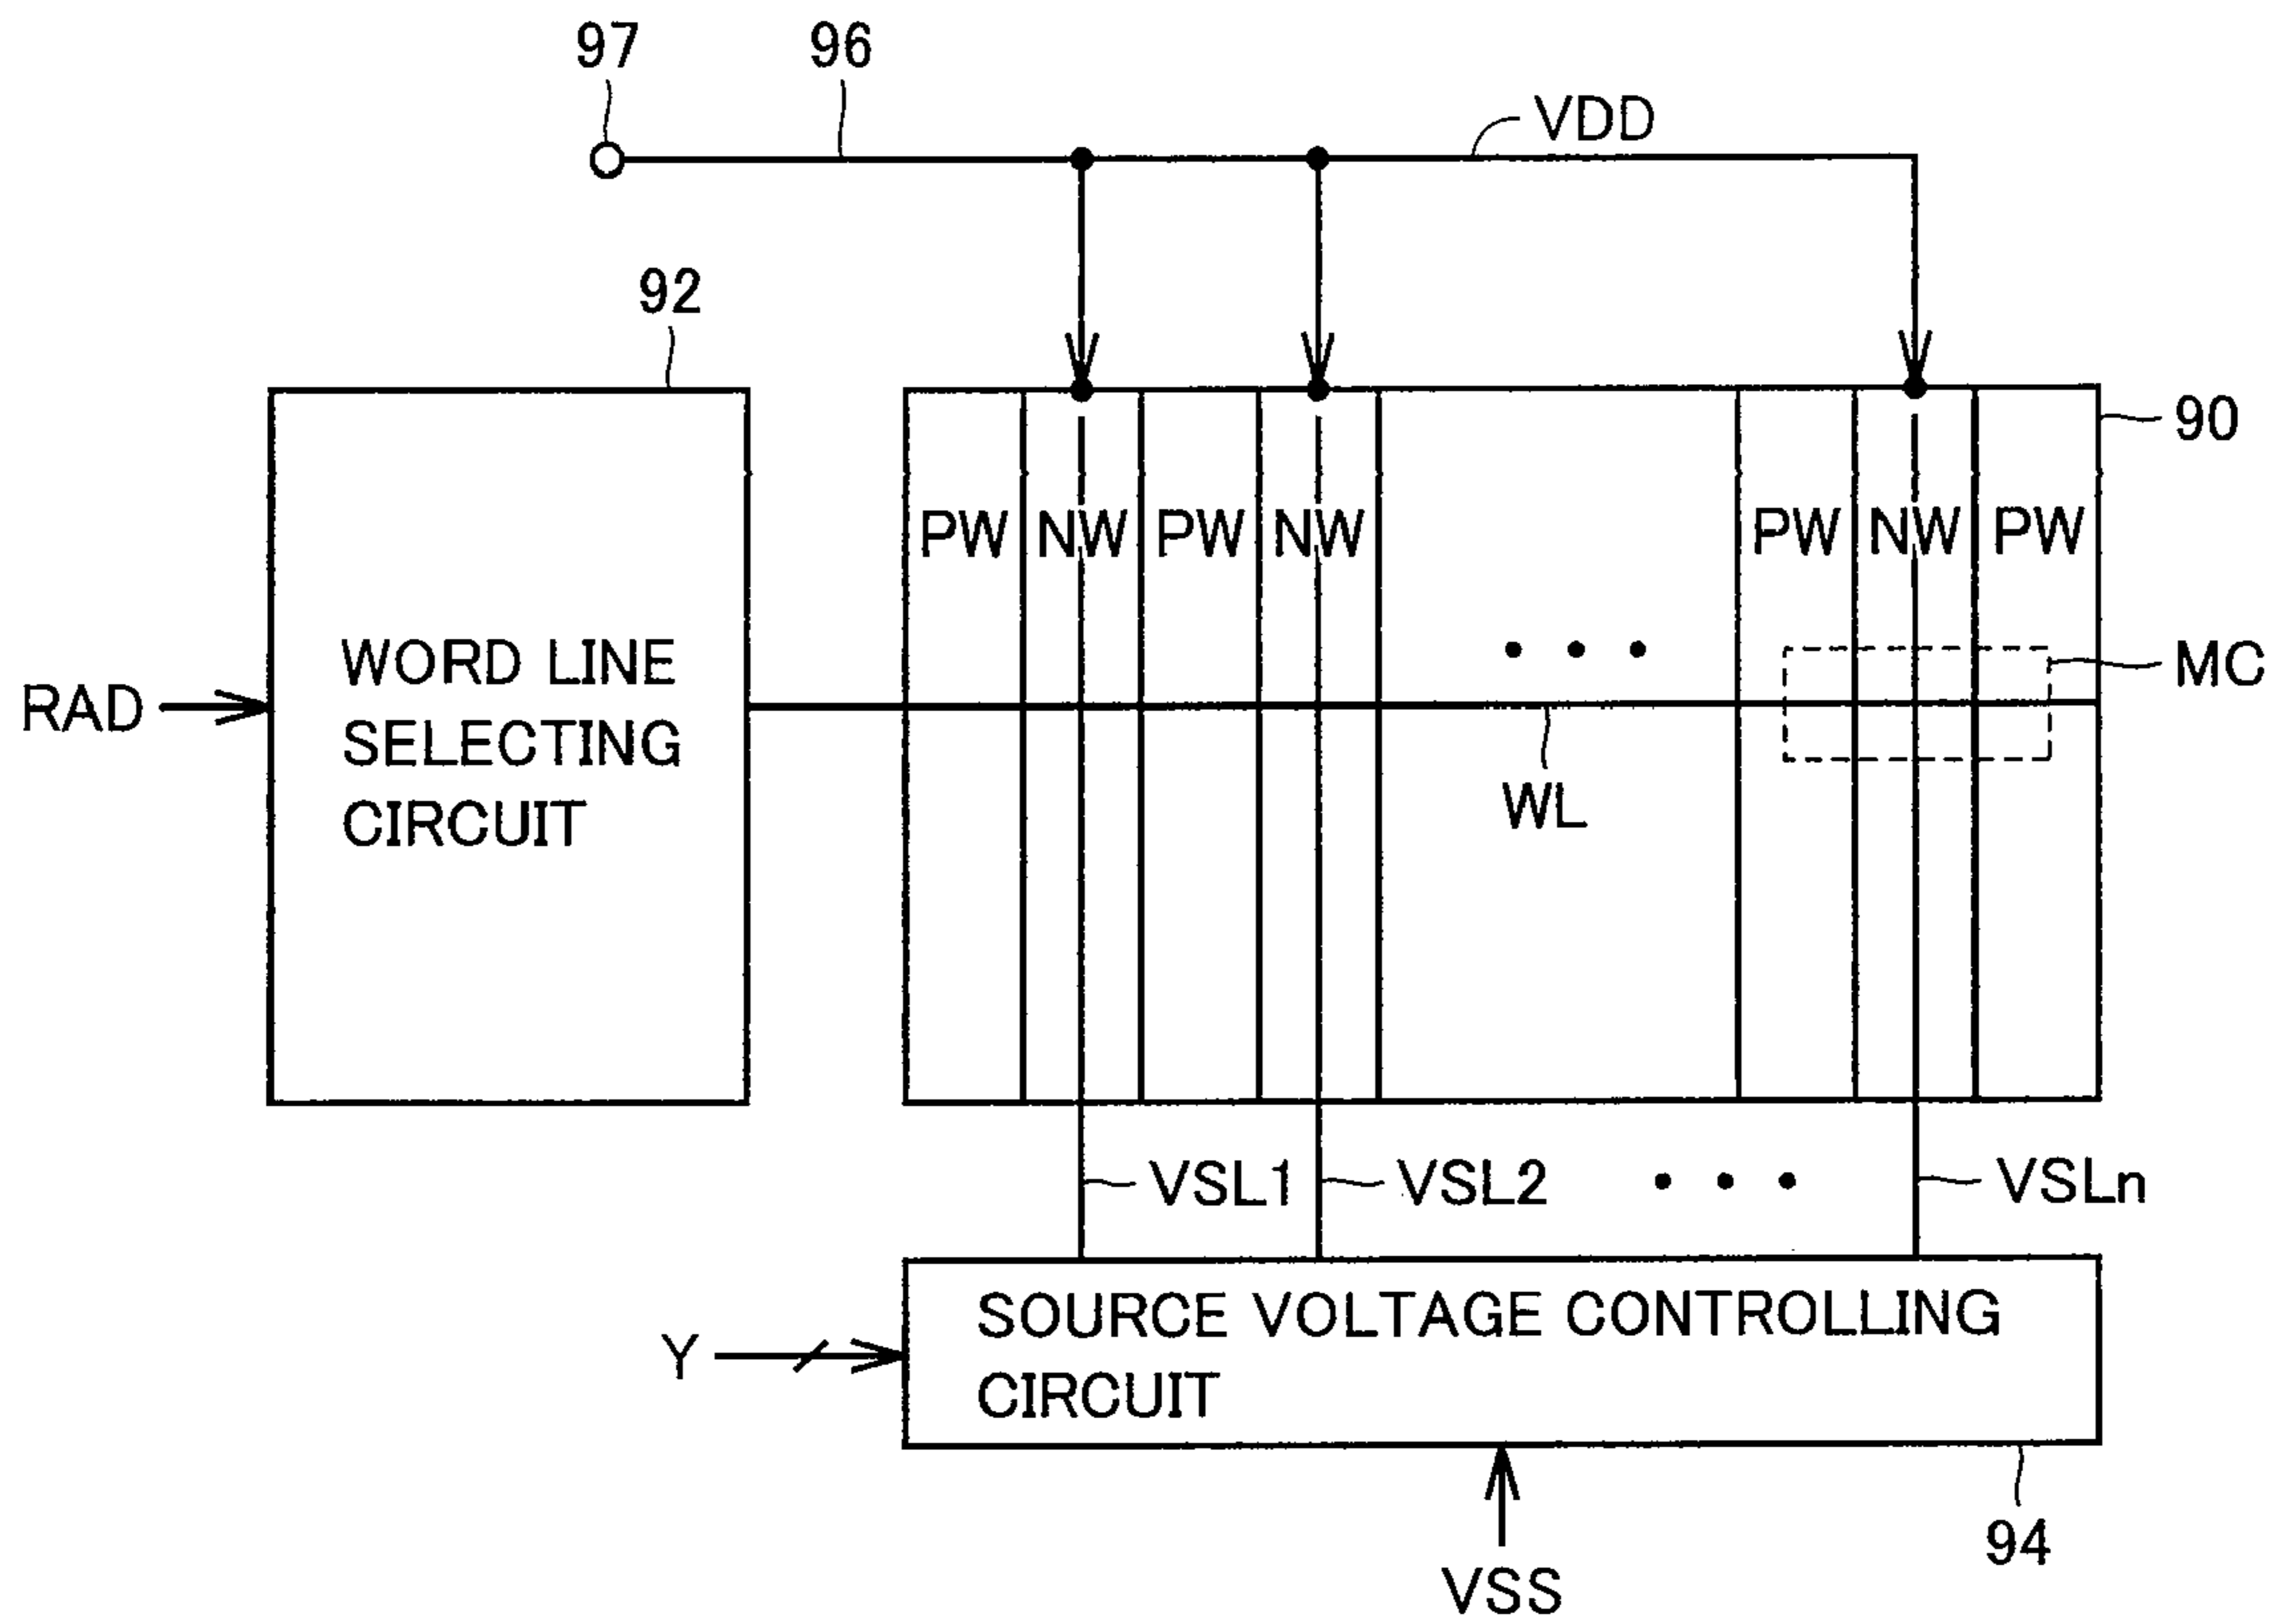 97
96
VDD
92
90
PW NW PW NW PW NW PW
MC
WORD LINE
SELECTING
CIRCUIT
RAD
WL
VSL1
VSL2
VSLn
SOURCE VOLTAGE CONTROLLING
CIRCUIT
Y
94
VSS